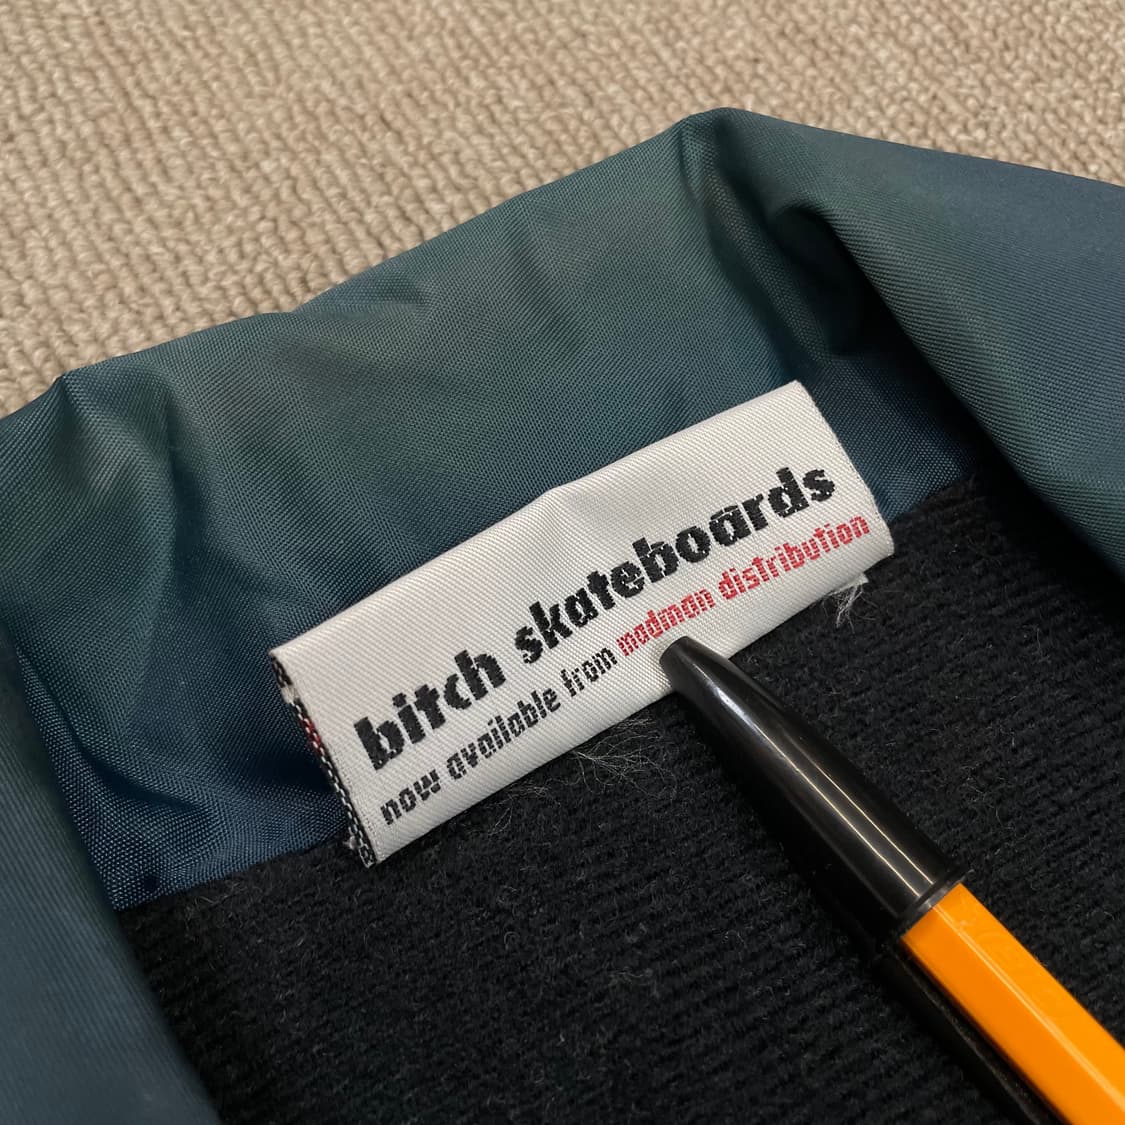 bitch skateboards
now available from madman distribution